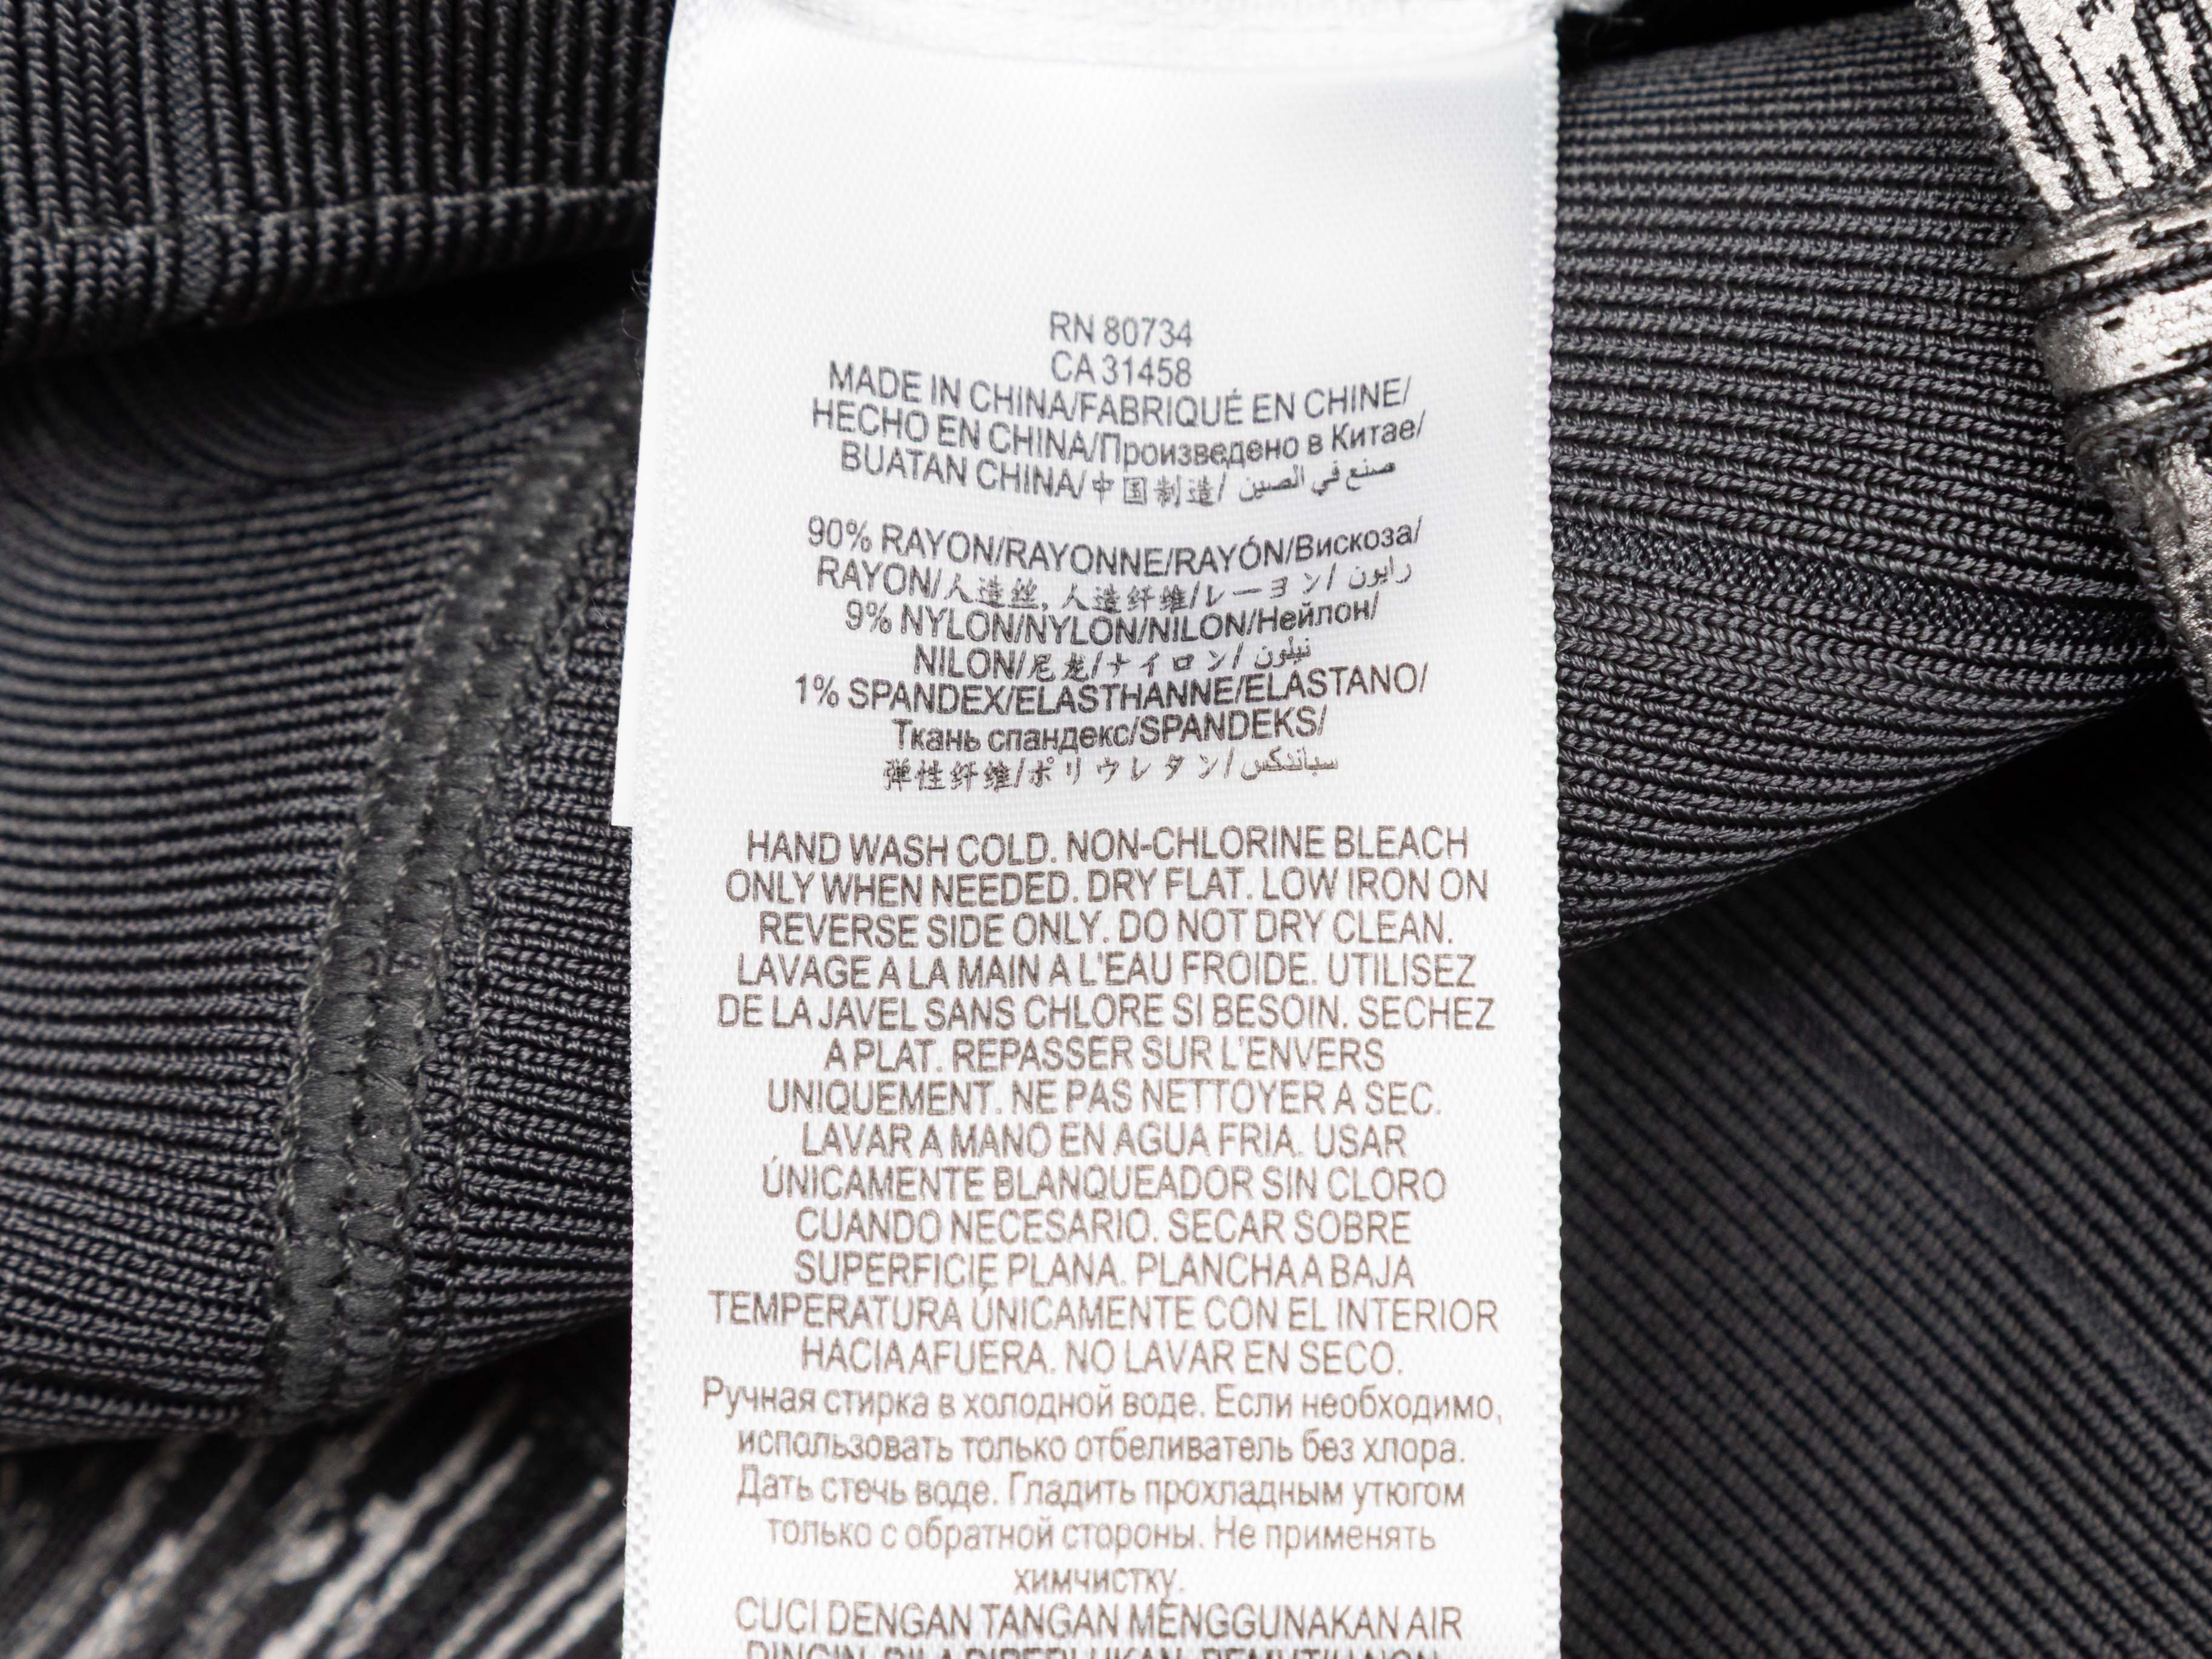 RN 80734
CA 31458
MADE IN CHINA/FABRIQUÉ EN CHINE/
HECHO EN CHINA/Произведено в Китае/
BUATAN CHINA/中国制造/ صنع في الصين
90% RAYON/RAYONNE/RAYÓN/Вискоза/
RAYON/人造丝, 人造纤维/レーヨン/ رايون
9% NYLON/NYLON/NILON/Нейлон/
NILON/尼龙/ナイロン/ نيلون
1% SPANDEX/ELASTHANNE/ELASTANO/
Ткань спандекс/SPANDEKS/
弹性纤维/ポリウレタン/ سباندكس
HAND WASH COLD. NON-CHLORINE BLEACH
ONLY WHEN NEEDED. DRY FLAT. LOW IRON ON
REVERSE SIDE ONLY. DO NOT DRY CLEAN.
LAVAGE A LA MAIN A L'EAU FROIDE. UTILISEZ
DE LA JAVEL SANS CHLORE SI BESOIN. SECHEZ
A PLAT. REPASSER SUR L'ENVERS
UNIQUEMENT. NE PAS NETTOYER A SEC.
LAVAR A MANO EN AGUA FRIA. USAR
ÚNICAMENTE BLANQUEADOR SIN CLORO
CUANDO NECESARIO. SECAR SOBRE
SUPERFICIE PLANA. PLANCHA A BAJA
TEMPERATURA ÚNICAMENTE CON EL INTERIOR
HACIA AFUERA. NO LAVAR EN SECO.
Ручная стирка в холодной воде. Если необходимо,
использовать только отбеливатель без хлора.
Дать стечь воде. Гладить прохладным утюгом
только с обратной стороны. Не применять
химчистку.
CUCI DENGAN TANGAN MENGGUNAKAN AIR
DINGIN. BILA DIPERLUKAN, PEMUTIH NON